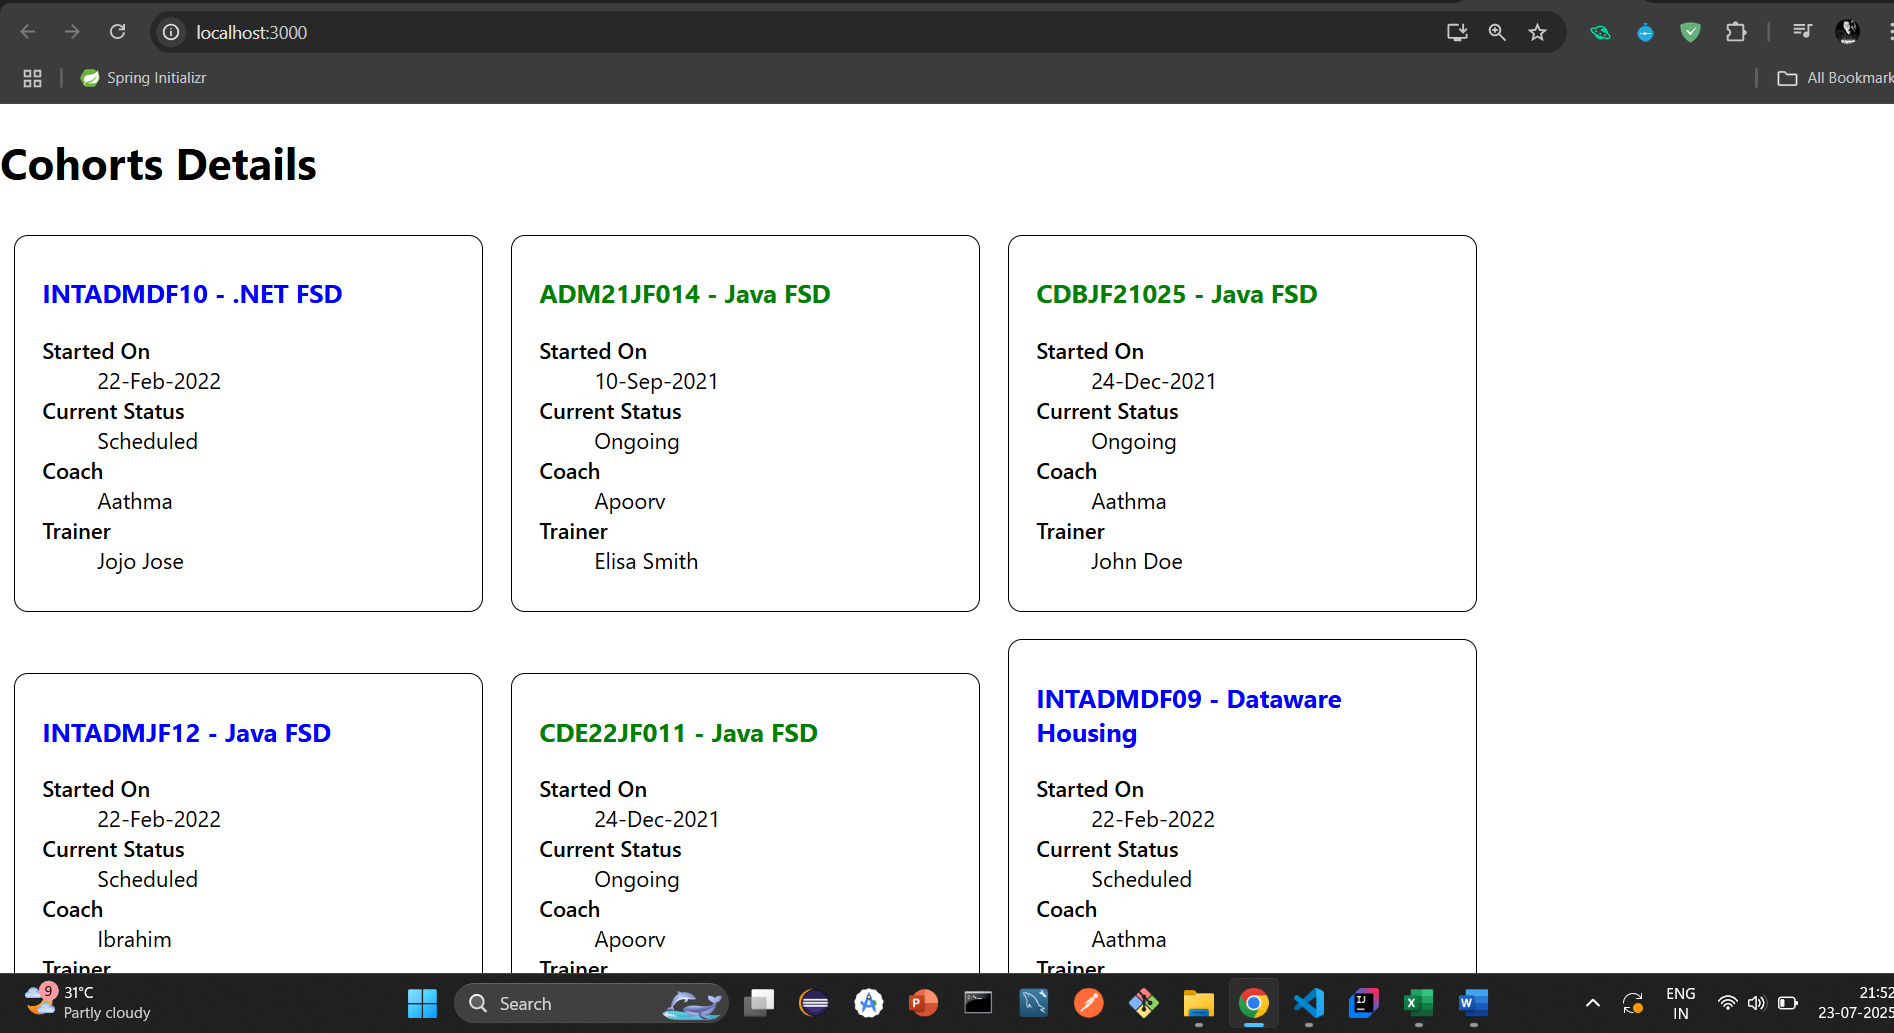 localhost:3000
Spring Initializr
All Bookmark
Cohorts Details
INTADMDF10 - .NET FSD
Started On
22-Feb-2022
Current Status
Scheduled
Coach
Aathma
Trainer
Jojo Jose
ADM21JF014 - Java FSD
Started On
10-Sep-2021
Current Status
Ongoing
Coach
Apoorv
Trainer
Elisa Smith
CDBJF21025 - Java FSD
Started On
24-Dec-2021
Current Status
Ongoing
Coach
Aathma
Trainer
John Doe
INTADMJF12 - Java FSD
Started On
22-Feb-2022
Current Status
Scheduled
Coach
Ibrahim
Trainer
CDE22JF011 - Java FSD
Started On
24-Dec-2021
Current Status
Ongoing
Coach
Apoorv
Trainer
INTADMDF09 - Dataware
Housing
Started On
22-Feb-2022
Current Status
Scheduled
Coach
Aathma
Trainer
9
31°C
Partly cloudy
Search
ENG
IN
21:52
23-07-2025